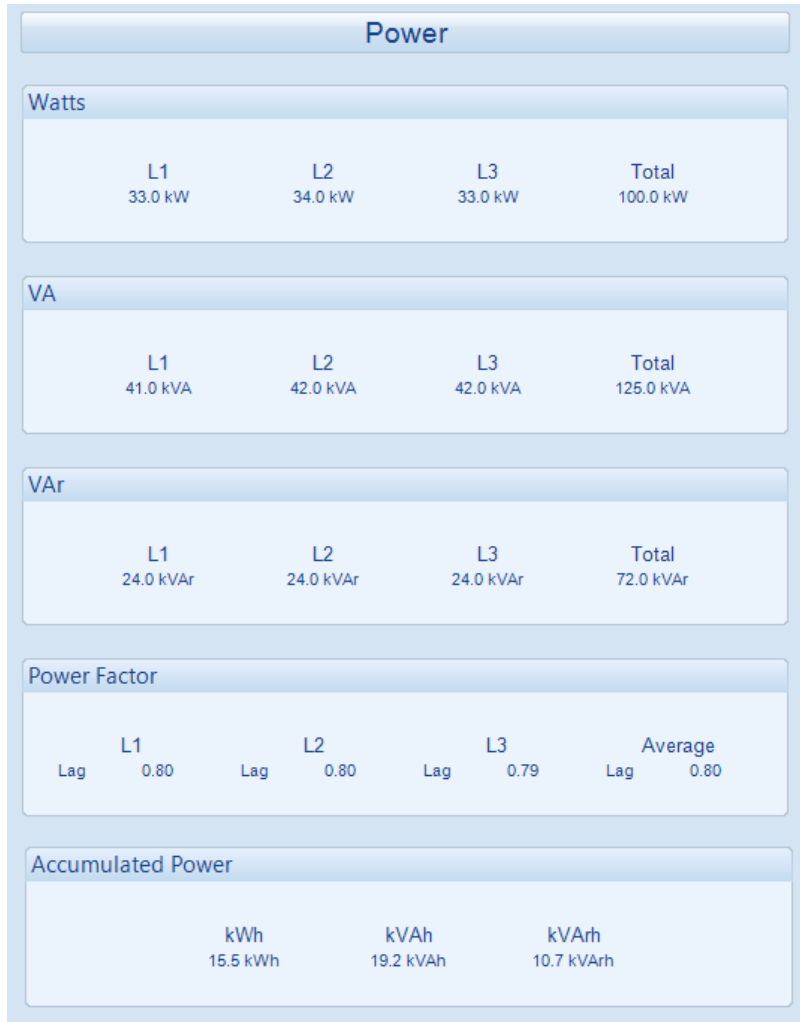 Power
Watts
L1 L2 L3 Total
33.0 kW 34.0 kW 33.0 kW 100.0 kW
VA
L1 L2 L3 Total
41.0 kVA 42.0 kVA 42.0 kVA 125.0 kVA
VAr
L1 L2 L3 Total
24.0 kVAr 24.0 kVAr 24.0 kVAr 72.0 kVAr
Power Factor
L1 L2 L3 Average
Lag 0.80 Lag 0.80 Lag 0.79 Lag 0.80
Accumulated Power
kWh kVAh kVArh
15.5 kWh 19.2 kVAh 10.7 kVArh